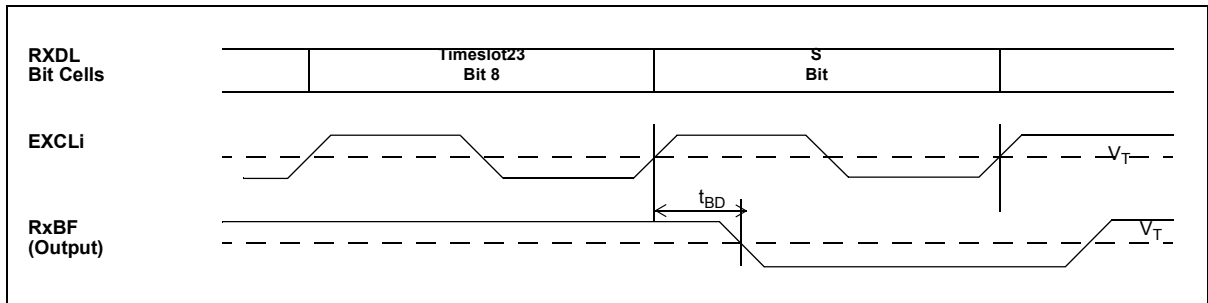 RXDL
Bit Cells
Timeslot23
Bit 8
S
Bit
EXCLi
VT
tBD
RxBF
(Output)
VT